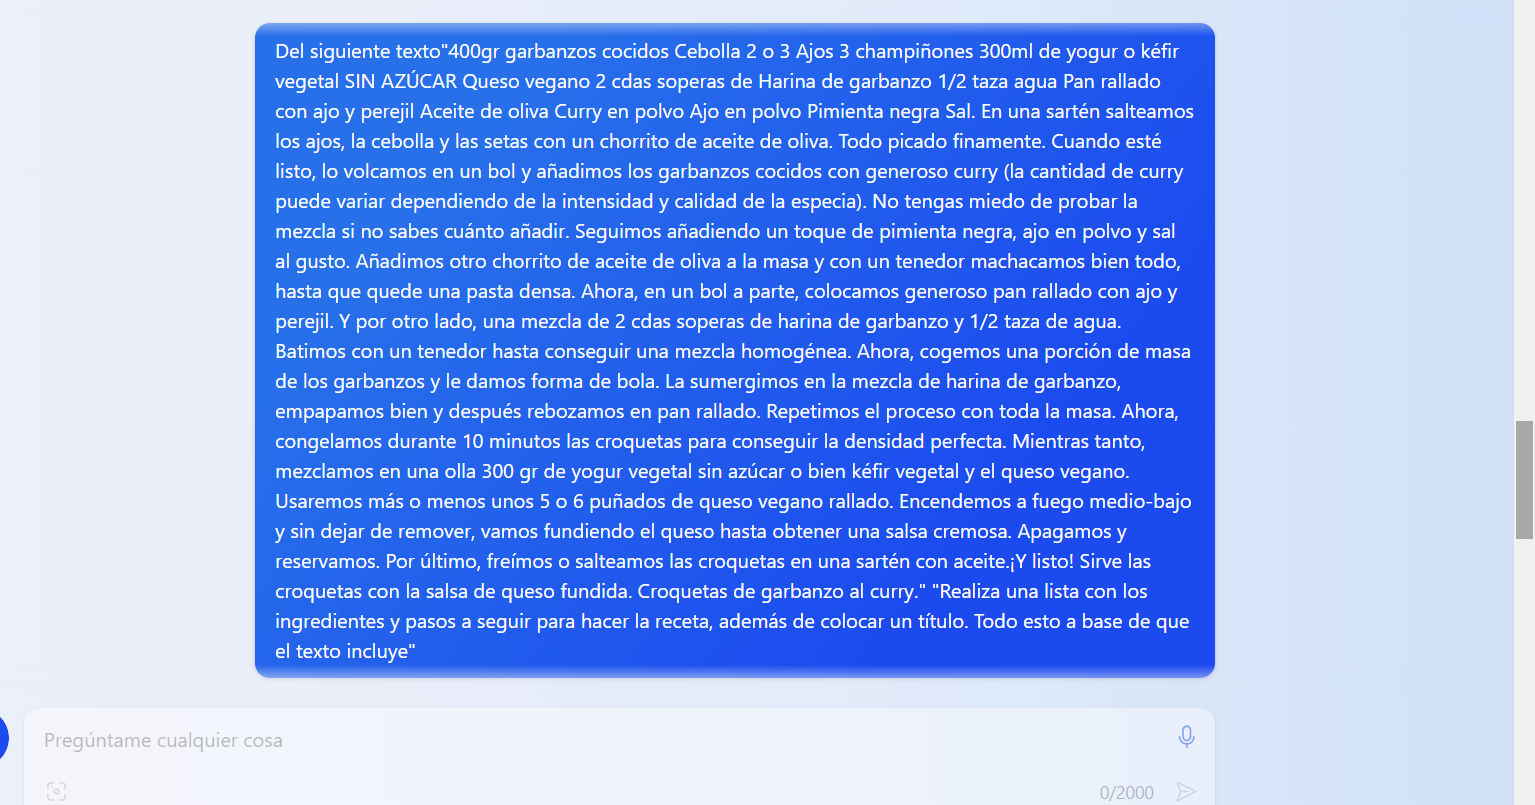 Del siguiente texto"400gr garbanzos cocidos Cebolla 2 o 3 Ajos 3 champiñones 300ml de yogur o kéfir
vegetal SIN AZÚCAR Queso vegano 2 cdas soperas de Harina de garbanzo 1/2 taza agua Pan rallado
con ajo y perejil Aceite de oliva Curry en polvo Ajo en polvo Pimienta negra Sal. En una sartén salteamos
los ajos, la cebolla y las setas con un chorrito de aceite de oliva. Todo picado finamente. Cuando esté
listo, lo volcamos en un bol y añadimos los garbanzos cocidos con generoso curry (la cantidad de curry
puede variar dependiendo de la intensidad y calidad de la especia). No tengas miedo de probar la
mezcla si no sabes cuánto añadir. Seguimos añadiendo un toque de pimienta negra, ajo en polvo y sal
al gusto. Añadimos otro chorrito de aceite de oliva a la masa y con un tenedor machacamos bien todo,
hasta que quede una pasta densa. Ahora, en un bol a parte, colocamos generoso pan rallado con ajo y
perejil. Y por otro lado, una mezcla de 2 cdas soperas de harina de garbanzo y 1/2 taza de agua.
Batimos con un tenedor hasta conseguir una mezcla homogénea. Ahora, cogemos una porción de masa
de los garbanzos y le damos forma de bola. La sumergimos en la mezcla de harina de garbanzo,
empapamos bien y después rebozamos en pan rallado. Repetimos el proceso con toda la masa. Ahora,
congelamos durante 10 minutos las croquetas para conseguir la densidad perfecta. Mientras tanto,
mezclamos en una olla 300 gr de yogur vegetal sin azúcar o bien kéfir vegetal y el queso vegano.
Usaremos más o menos unos 5 o 6 puñados de queso vegano rallado. Encendemos a fuego medio-bajo
y sin dejar de remover, vamos fundiendo el queso hasta obtener una salsa cremosa. Apagamos y
reservamos. Por último, freímos o salteamos las croquetas en una sartén con aceite.¡Y listo! Sirve las
croquetas con la salsa de queso fundida. Croquetas de garbanzo al curry." "Realiza una lista con los
ingredientes y pasos a seguir para hacer la receta, además de colocar un título. Todo esto a base de que
el texto incluye"
Pregúntame cualquier cosa
0/2000